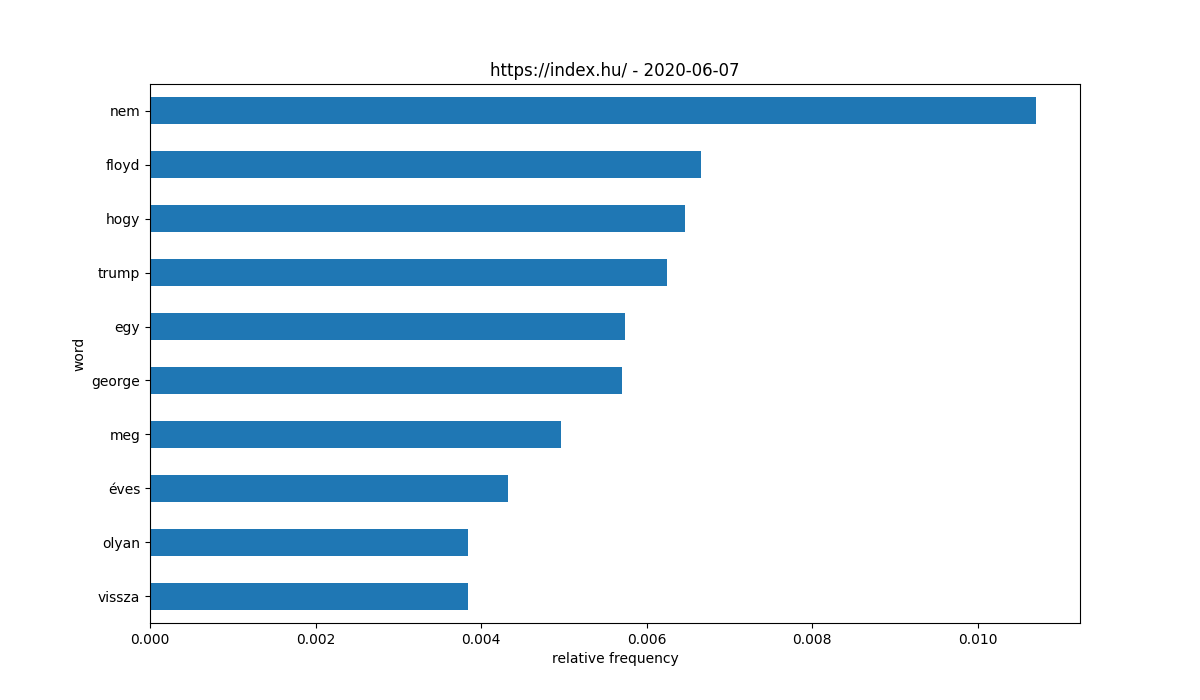 https://index.hu/ - 2020-06-07
nem
floyd
hogy
trump
egy
george
meg
éves
olyan
vissza
word
0.000 0.002 0.004 0.006 0.008 0.010
relative frequency